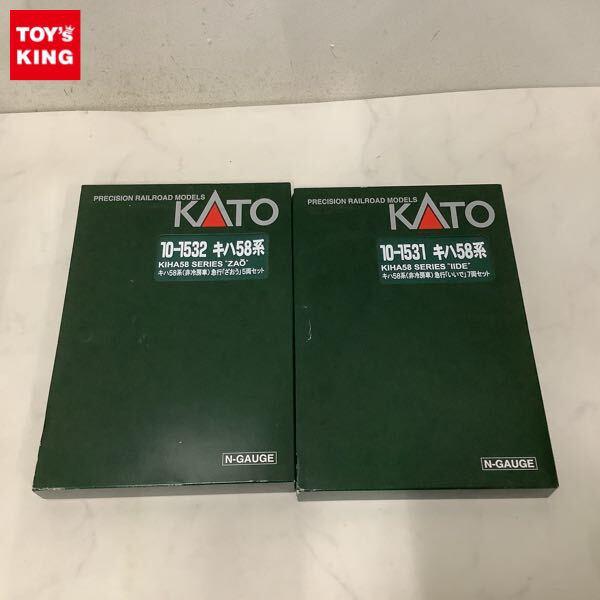 TOY's
KING
PRECISION RAILROAD MODELS
KATO
10-1532 キハ58系
KIHA58 SERIES "ZAŌ"
キハ58系(非冷房車)急行「ざおう」5両セット
N-GAUGE
PRECISION RAILROAD MODELS
KATO
10-1531 キハ58系
KIHA58 SERIES "IIDE"
キハ58系(非冷房車)急行「いいで」7両セット
N-GAUGE